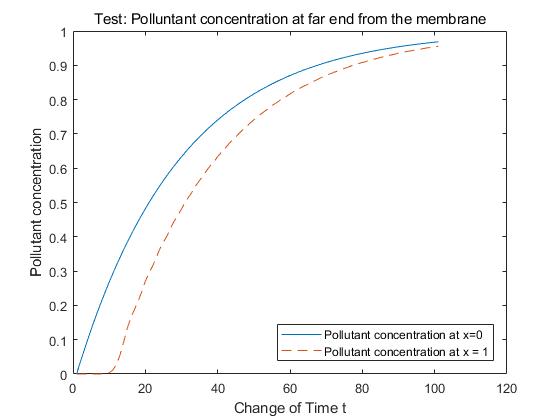 Test: Polluntant concentration at far end from the membrane
1
0.9
0.8
0.7
0.6
0.5
0.4
0.3
0.2
0.1
0
Pollutant concentration
Pollutant concentration at x=0
Pollutant concentration at x = 1
0 20 40 60 80 100 120
Change of Time t